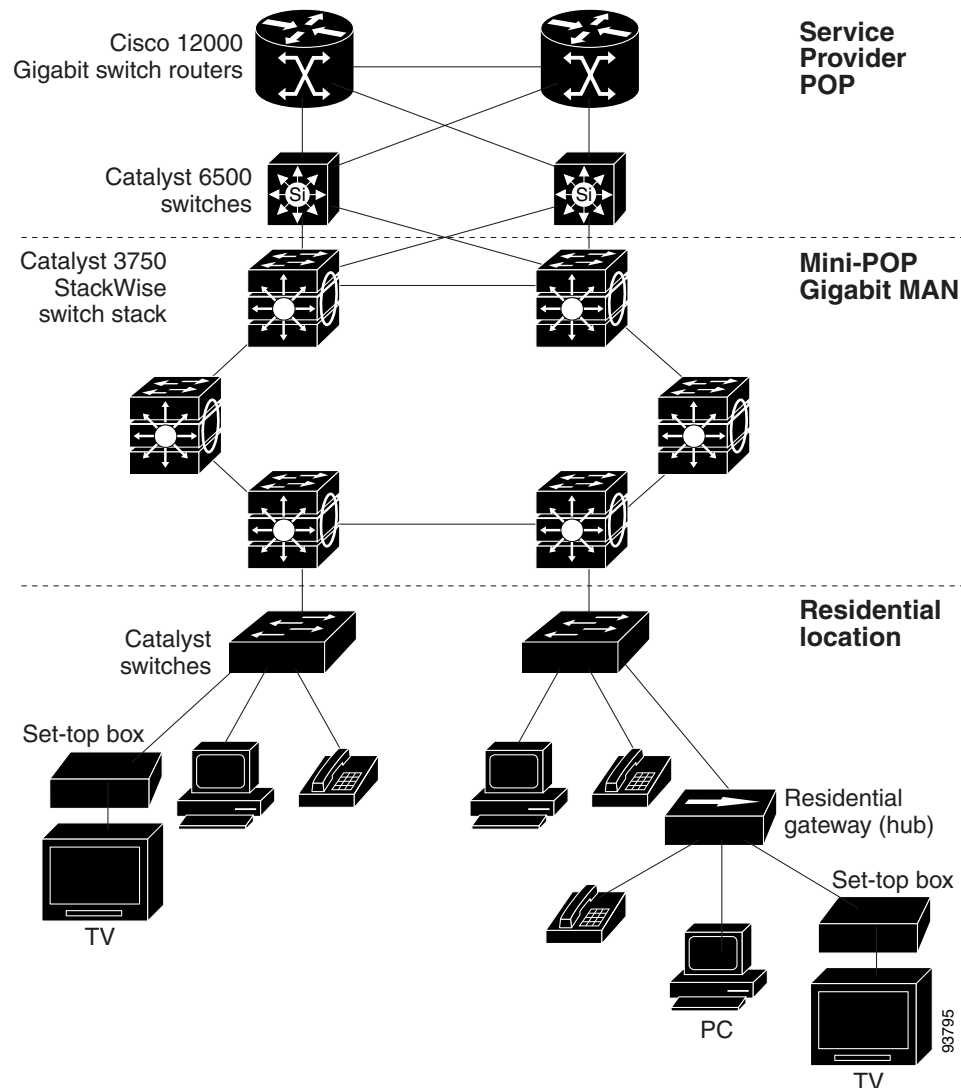 Cisco 12000
Gigabit switch routers
Service
Provider
POP
Catalyst 6500
switches
Si
Si
Catalyst 3750
StackWise
switch stack
Mini-POP
Gigabit MAN
Residential
location
Catalyst
switches
Set-top box
TV
Residential
gateway (hub)
Set-top box
PC
TV
93795